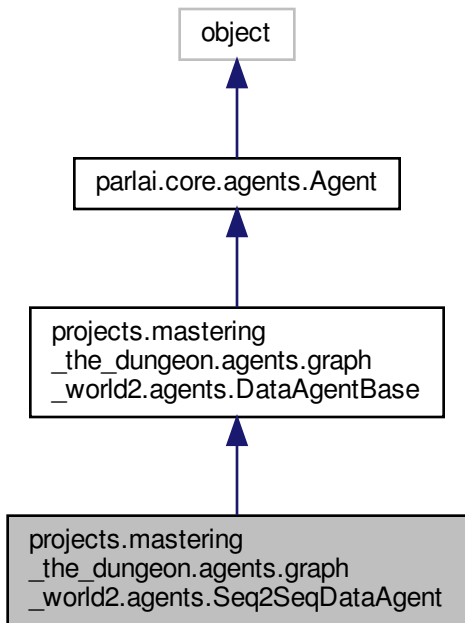 object
parlai.core.agents.Agent
projects.mastering
_the_dungeon.agents.graph
_world2.agents.DataAgentBase
projects.mastering
_the_dungeon.agents.graph
_world2.agents.Seq2SeqDataAgent